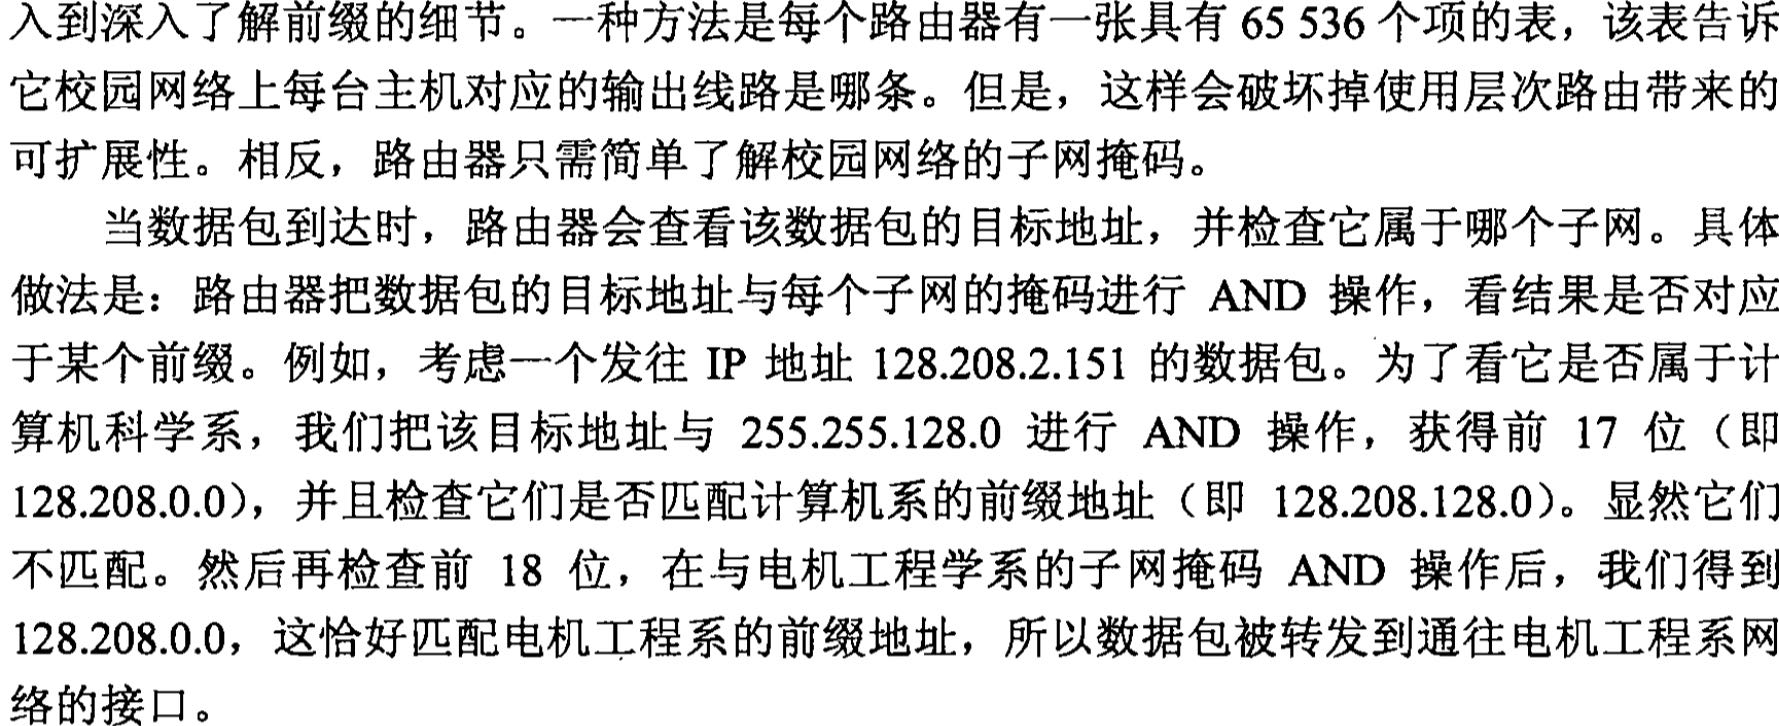 入到深入了解前缀的细节。一种方法是每个路由器有一张具有 65 536 个项的表，该表告诉
它校园网络上每台主机对应的输出线路是哪条。但是，这样会破坏掉使用层次路由带来的
可扩展性。相反，路由器只需简单了解校园网络的子网掩码。
当数据包到达时，路由器会查看该数据包的目标地址，并检查它属于哪个子网。具体
做法是：路由器把数据包的目标地址与每个子网的掩码进行 AND 操作，看结果是否对应
于某个前缀。例如，考虑一个发往 IP 地址 128.208.2.151 的数据包。为了看它是否属于计
算机科学系，我们把该目标地址与 255.255.128.0 进行 AND 操作，获得前 17 位（即
128.208.0.0），并且检查它们是否匹配计算机系的前缀地址（即 128.208.128.0）。显然它们
不匹配。然后再检查前 18 位，在与电机工程学系的子网掩码 AND 操作后，我们得到
128.208.0.0，这恰好匹配电机工程系的前缀地址，所以数据包被转发到通往电机工程系网
络的接口。